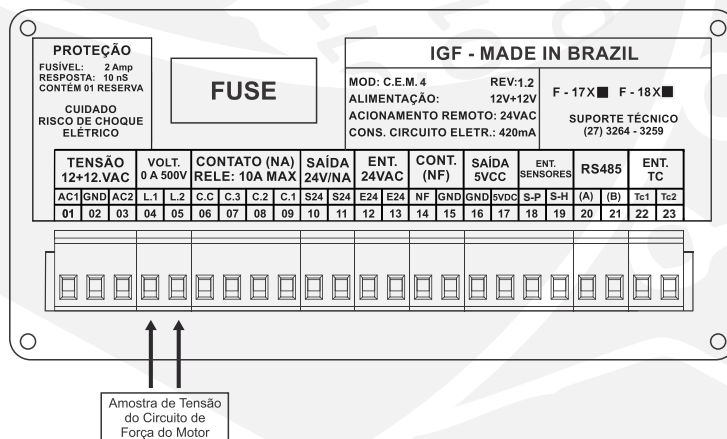 PROTEÇÃO
FUSÍVEL: 2 Amp
RESPOSTA: 10 nS
CONTÉM 01 RESERVA
CUIDADO
RISCO DE CHOQUE
ELÉTRICO
FUSE
IGF - MADE IN BRAZIL
MOD: C.E.M. 4 REV:1.2
ALIMENTAÇÃO: 12V+12V
ACIONAMENTO REMOTO: 24VAC
CONS. CIRCUITO ELETR.: 420mA
F - 17X■ F - 18X■
SUPORTE TÉCNICO
(27) 3264 - 3259
TENSÃO
12+12.VAC
VOLT.
0 A 500V
CONTATO (NA)
RELE: 10A MAX
SAÍDA
24V/NA
ENT.
24VAC
CONT.
(NF)
SAÍDA
5VCC
ENT.
SENSORES
RS485
ENT.
TC
AC1 GND AC2 L.1 L.2 C.C C.3 C.2 C.1 S24 S24 E24 E24 NF GND GND 5VDC S-P S-H (A) (B) Tc1 Tc2
01 02 03 04 05 06 07 08 09 10 11 12 13 14 15 16 17 18 19 20 21 22 23
Amostra de Tensão
do Circuito de
Força do Motor